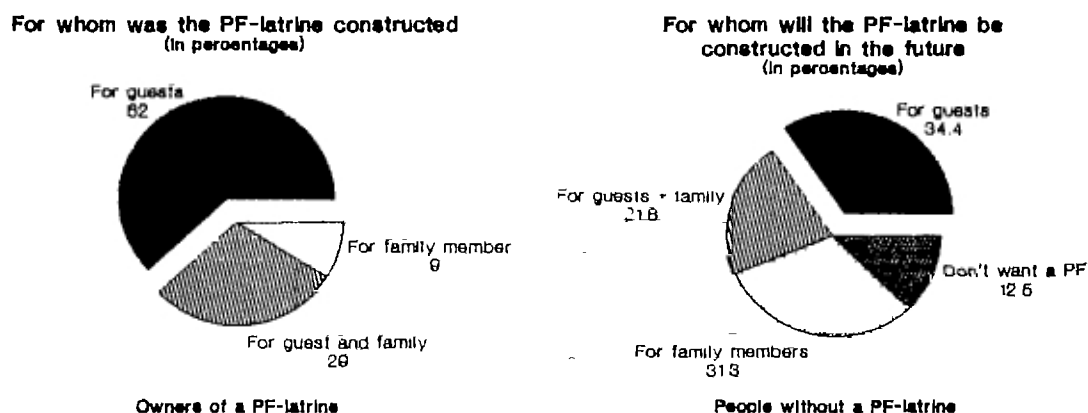 For whom was the PF-latrine constructed
(in percentages)
For guests
62
For family member
9
For guest and family
29
Owners of a PF-latrine
For whom will the PF-latrine be
constructed in the future
(in percentages)
For guests
34.4
For guests + family
21.8
Don't want a PF
12.5
For family members
31.3
People without a PF-latrine